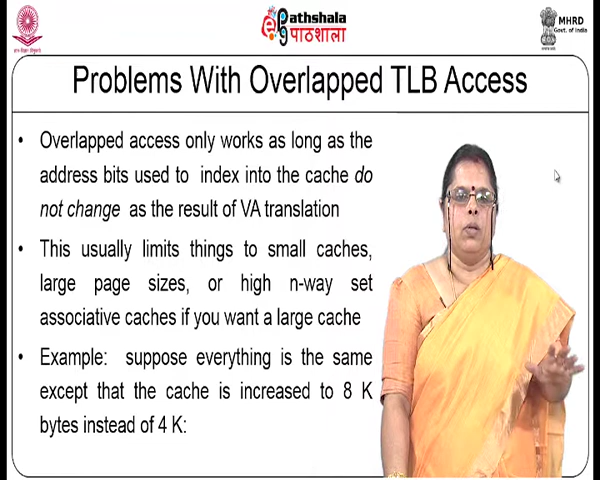 Pathshala
पाठशाला
MHRD
Govt. of India
Problems With Overlapped TLB Access
• Overlapped access only works as long as the
address bits used to index into the cache do
not change as the result of VA translation
• This usually limits things to small caches,
large page sizes, or high n-way set
associative caches if you want a large cache
• Example: suppose everything is the same
except that the cache is increased to 8 K
bytes instead of 4 K: